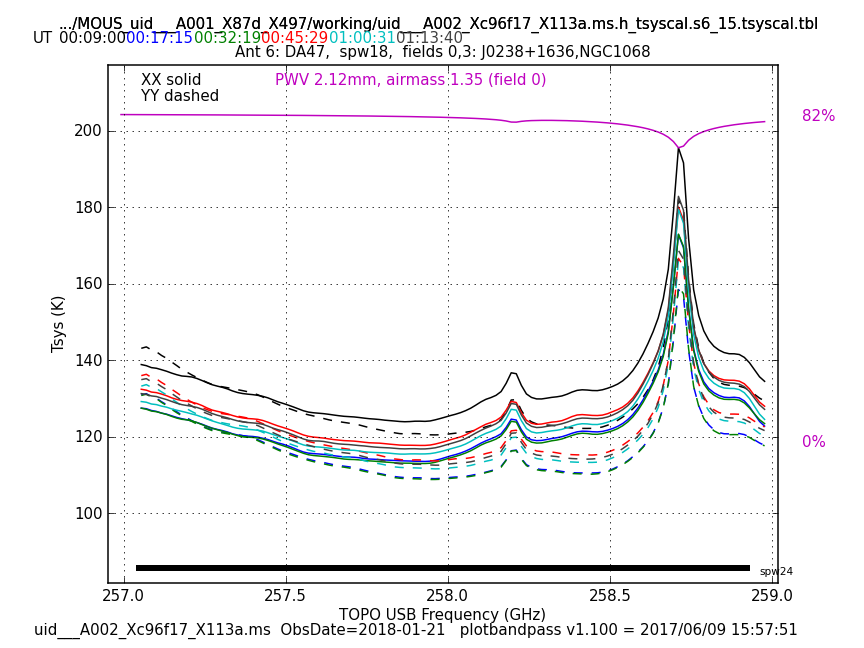 .../MOUS_uid___A001_X87d_X497/working/uid___A002_Xc96f17_X113a.ms.h_tsyscal.s6_15.tsyscal.tbl
UT 00:09:00 00:17:15 00:32:19 00:45:29 01:00:31 01:13:40
Ant 6: DA47, spw18, fields 0,3: J0238+1636,NGC1068
XX solid PWV 2.12mm, airmass 1.35 (field 0)
YY dashed
82%
200
180
160
140
120
100
0%
Tsys (K)
spw24
257.0 257.5 258.0 258.5 259.0
TOPO USB Frequency (GHz)
uid___A002_Xc96f17_X113a.ms ObsDate=2018-01-21 plotbandpass v1.100 = 2017/06/09 15:57:51